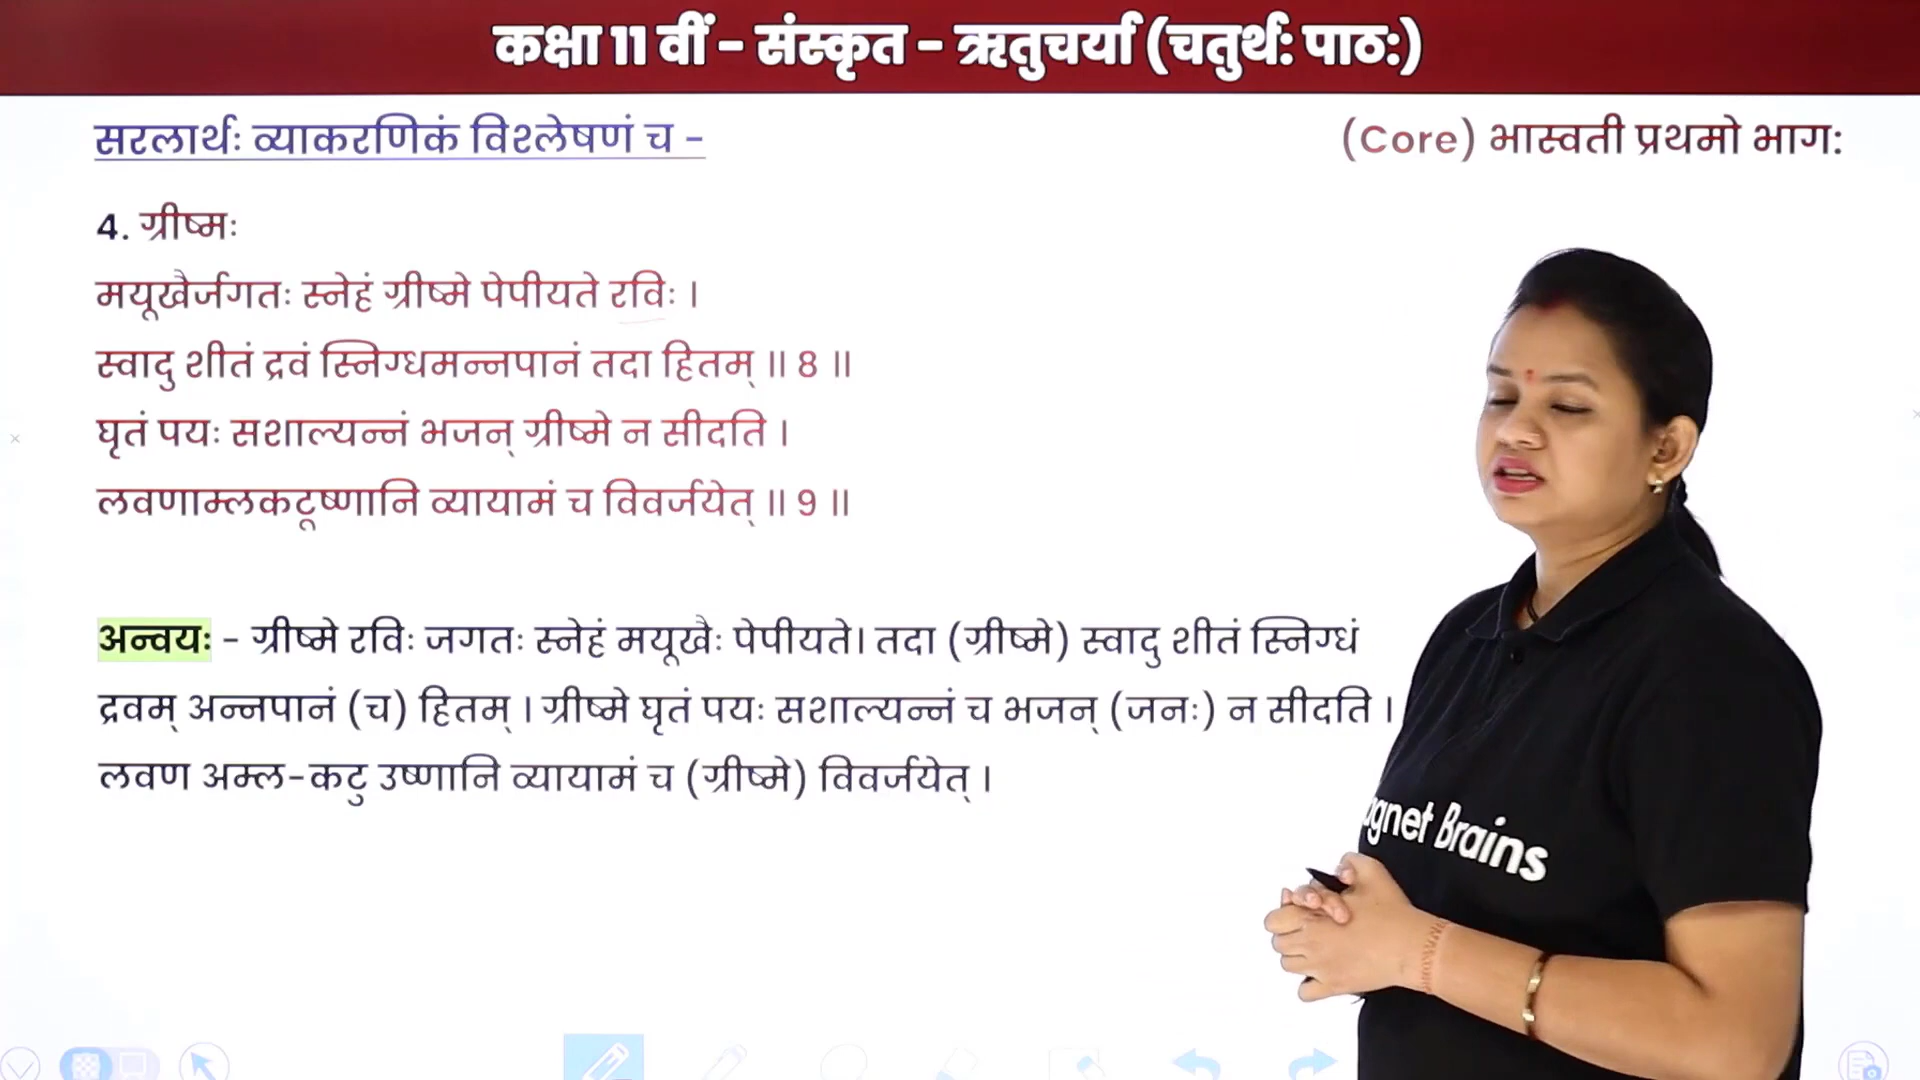 कक्षा 11 वीं - संस्कृत - ऋतुचर्या (चतुर्थ: पाठ:)
सरलार्थः व्याकरणिकं विश्लेषणं च -
(Core) भास्वती प्रथमो भाग:
4. ग्रीष्मः
मयूखैर्जगतः स्नेहं ग्रीष्मे पेपीयते रविः ।
स्वादु शीतं द्रवं स्निग्धमन्नपानं तदा हितम् ॥ 8 ॥
घृतं पयः सशाल्यन्नं भजन् ग्रीष्मे न सीदति ।
लवणाम्लकटूष्णानि व्यायामं च विवर्जयेत् ॥ 9 ॥
अन्वयः - ग्रीष्मे रविः जगतः स्नेहं मयूखैः पेपीयते। तदा (ग्रीष्मे) स्वादु शीतं स्निग्धं
द्रवम् अन्नपानं (च) हितम् । ग्रीष्मे घृतं पयः सशाल्यन्नं च भजन् (जनः) न सीदति ।
लवण अम्ल-कटु उष्णानि व्यायामं च (ग्रीष्मे) विवर्जयेत् ।
Brains